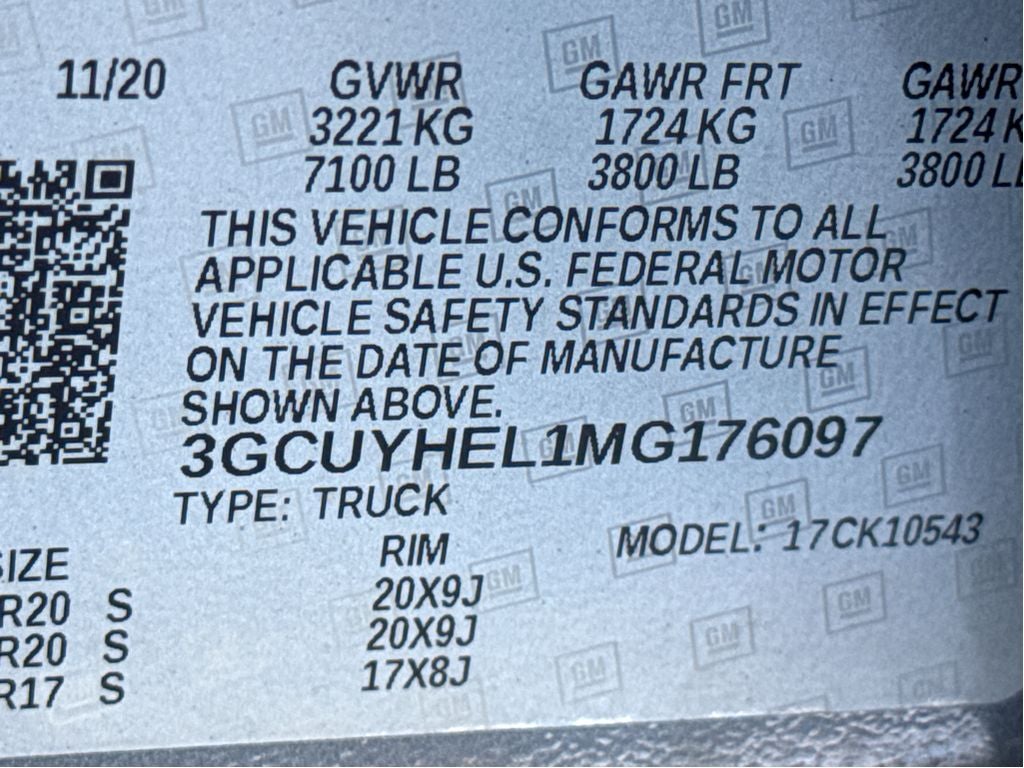 11/20 GVWR GAWR FRT GAWR
3221 KG 1724 KG 1724 K
7100 LB 3800 LB 3800 LB
THIS VEHICLE CONFORMS TO ALL
APPLICABLE U.S. FEDERAL MOTOR
VEHICLE SAFETY STANDARDS IN EFFECT
ON THE DATE OF MANUFACTURE
SHOWN ABOVE.
3GCUYHEL1MG176097
TYPE: TRUCK
MODEL: 17CK10543
SIZE RIM
R20 S 20X9J
R20 S 20X9J
R17 S 17X8J